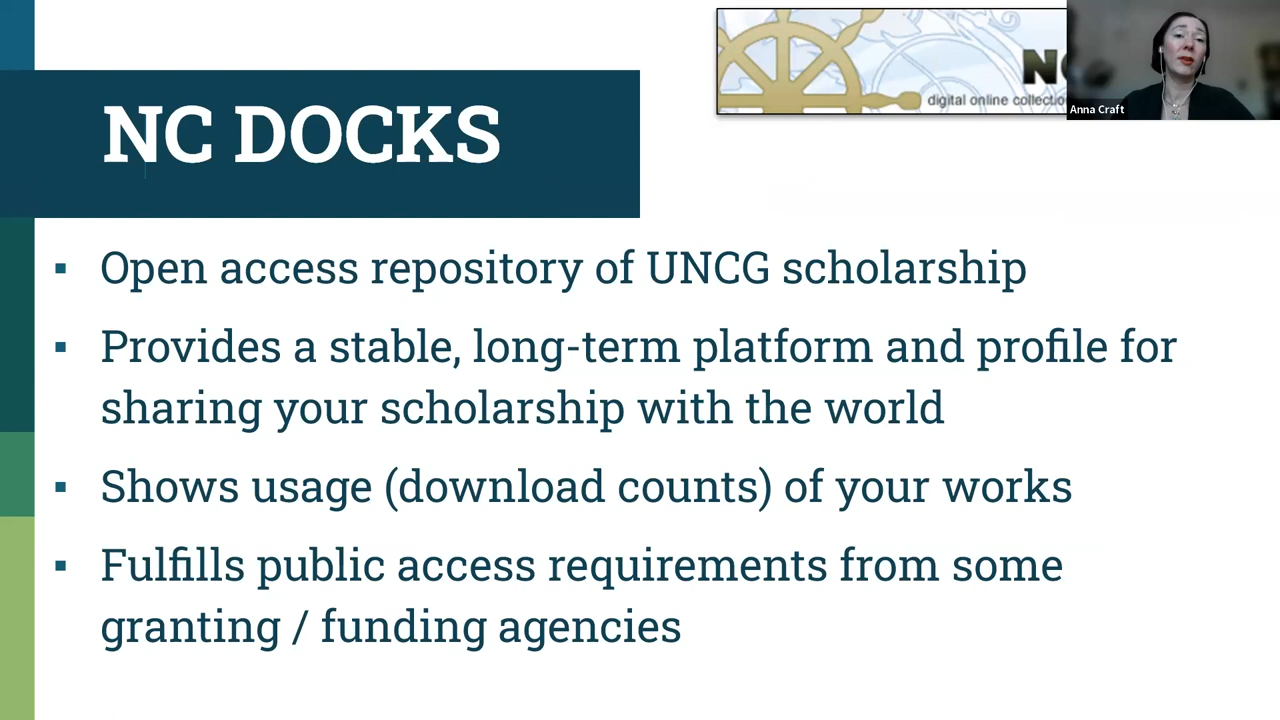 NC DOCKS
digital online collectio
Anna Craft
▪ Open access repository of UNCG scholarship
▪ Provides a stable, long-term platform and profile for
sharing your scholarship with the world
▪ Shows usage (download counts) of your works
▪ Fulfills public access requirements from some
granting / funding agencies